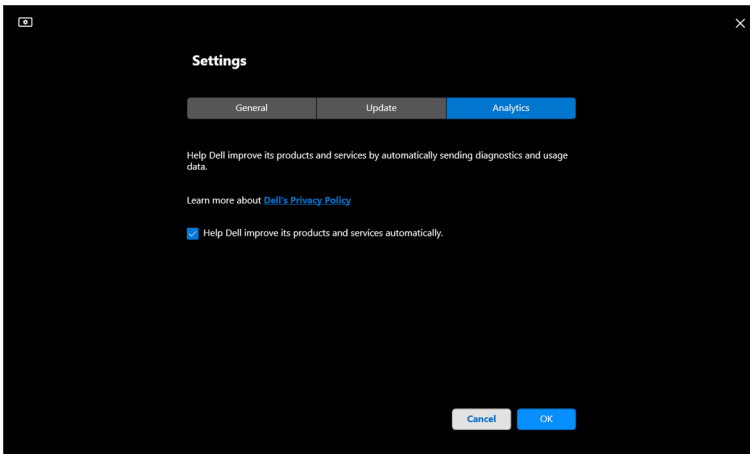 Settings
General
Update
Analytics
Help Dell improve its products and services by automatically sending diagnostics and usage
data.
Learn more about Dell's Privacy Policy
Help Dell improve its products and services automatically.
Cancel
OK